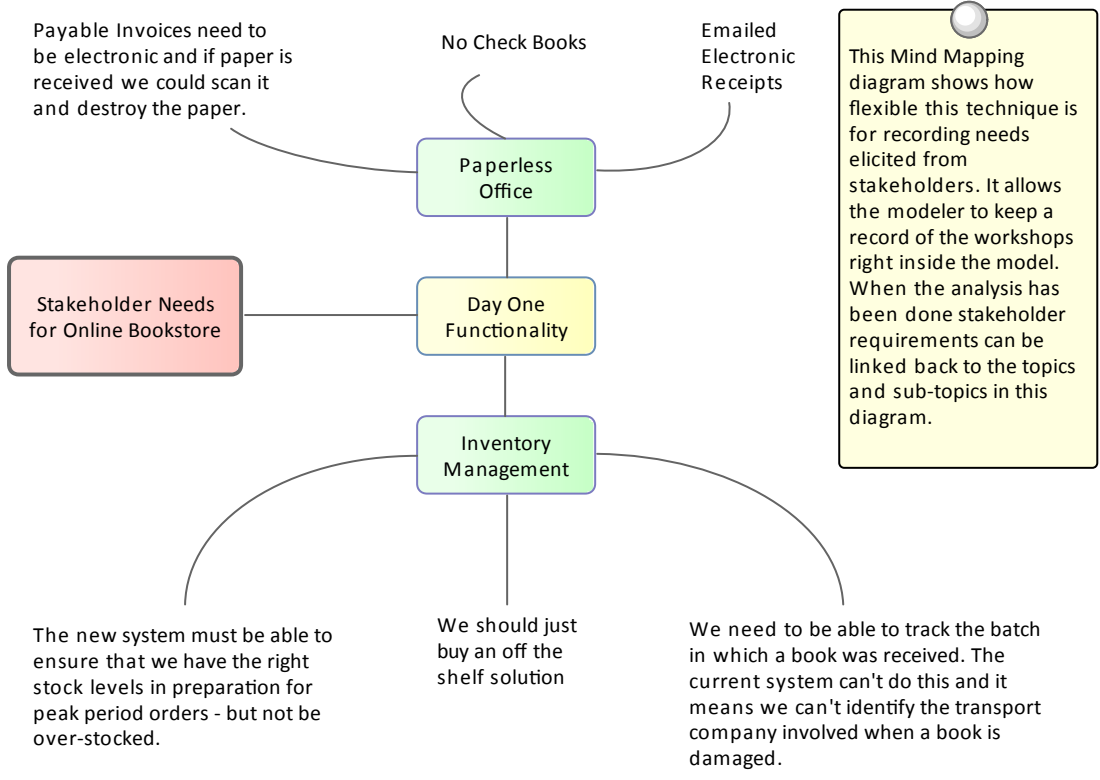 Payable Invoices need to
be electronic and if paper is
received we could scan it
and destroy the paper.
No Check Books
Emailed
Electronic
Receipts
Paperless
Office
Stakeholder Needs
for Online Bookstore
Day One
Functionality
Inventory
Management
The new system must be able to
ensure that we have the right
stock levels in preparation for
peak period orders - but not be
over-stocked.
We should just
buy an off the
shelf solution
We need to be able to track the batch
in which a book was received. The
current system can't do this and it
means we can't identify the transport
company involved when a book is
damaged.
This Mind Mapping
diagram shows how
flexible this technique is
for recording needs
elicited from
stakeholders. It allows
the modeler to keep a
record of the workshops
right inside the model.
When the analysis has
been done stakeholder
requirements can be
linked back to the topics
and sub-topics in this
diagram.